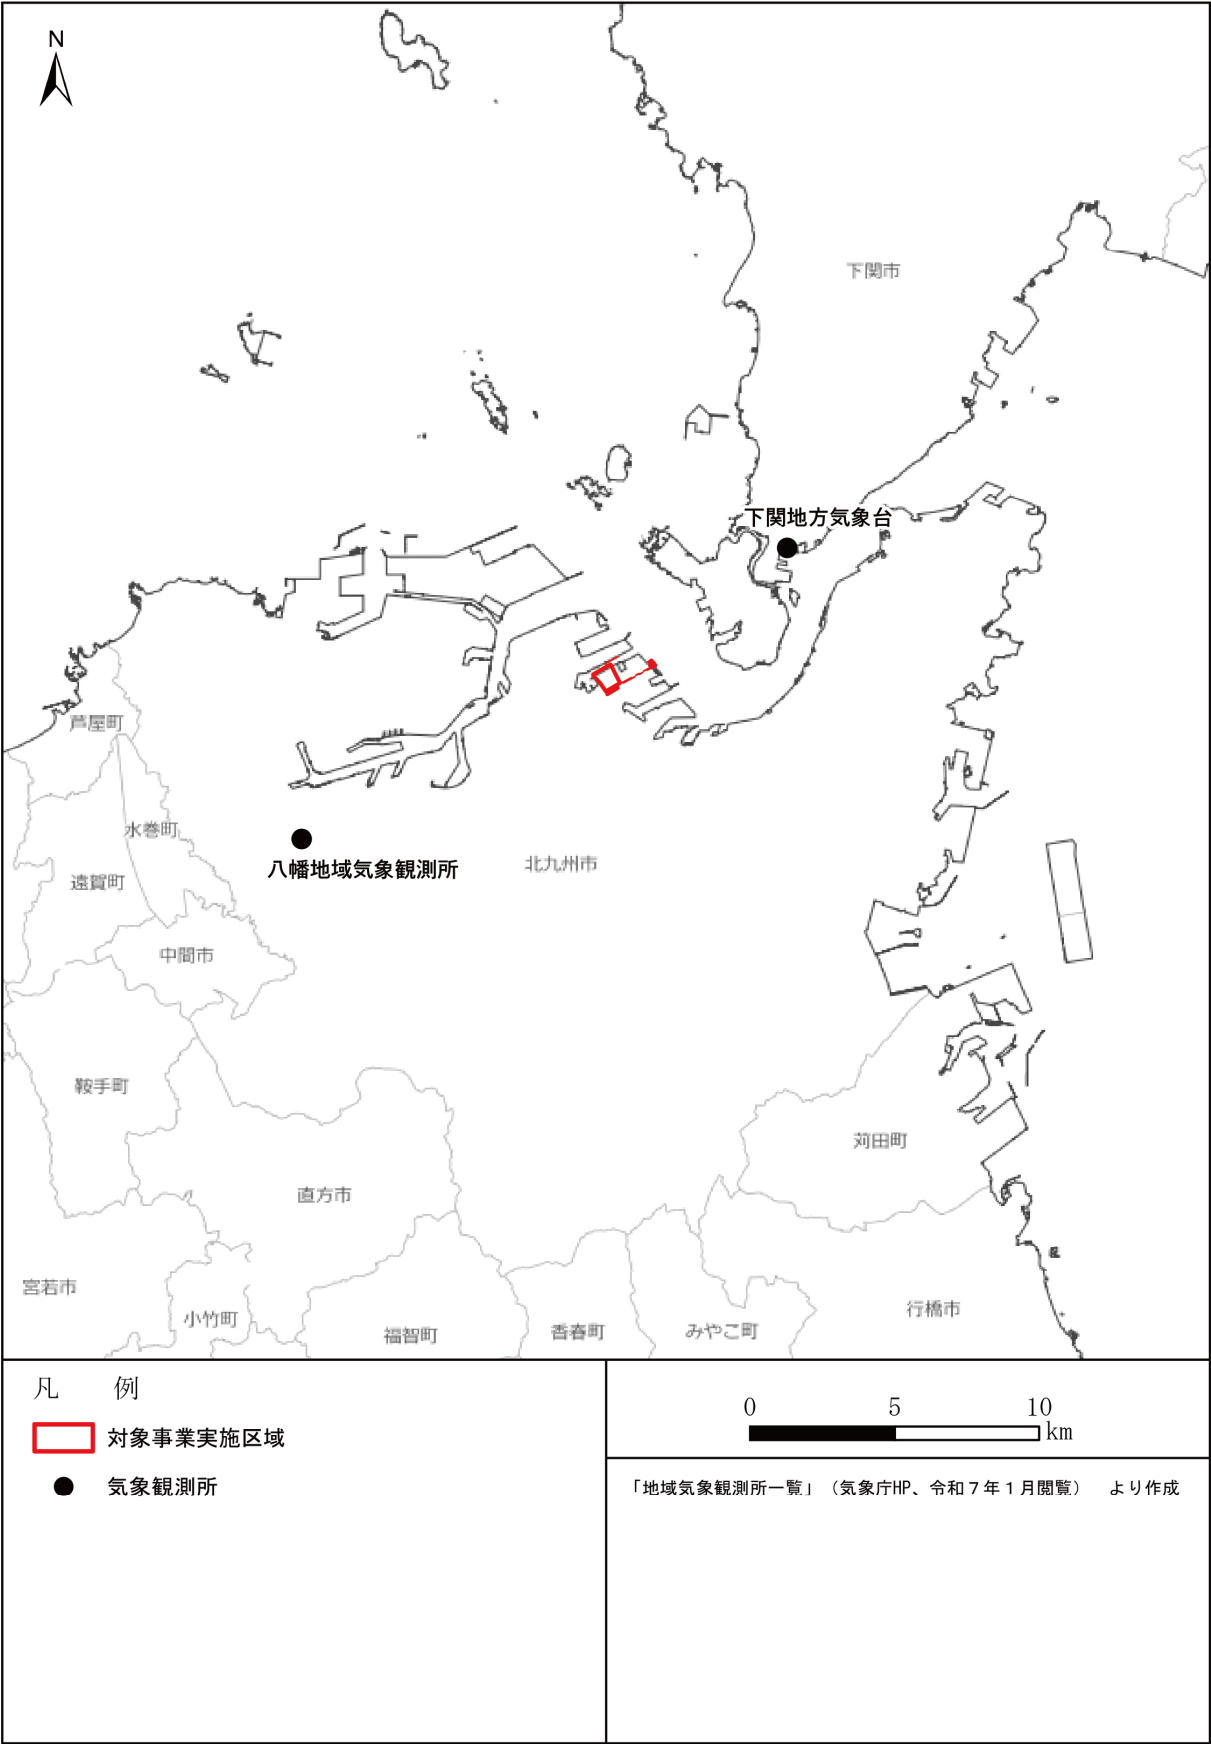 N
下関市
下関地方気象台
芦屋町
水巻町
八幡地域気象観測所
北九州市
遠賀町
中間市
鞍手町
苅田町
直方市
宮若市
小竹町
福智町
香春町
みやこ町
行橋市
凡 例
対象事業実施区域
気象観測所
0 5 10
km
「地域気象観測所一覧」（気象庁HP、令和７年１月閲覧） より作成